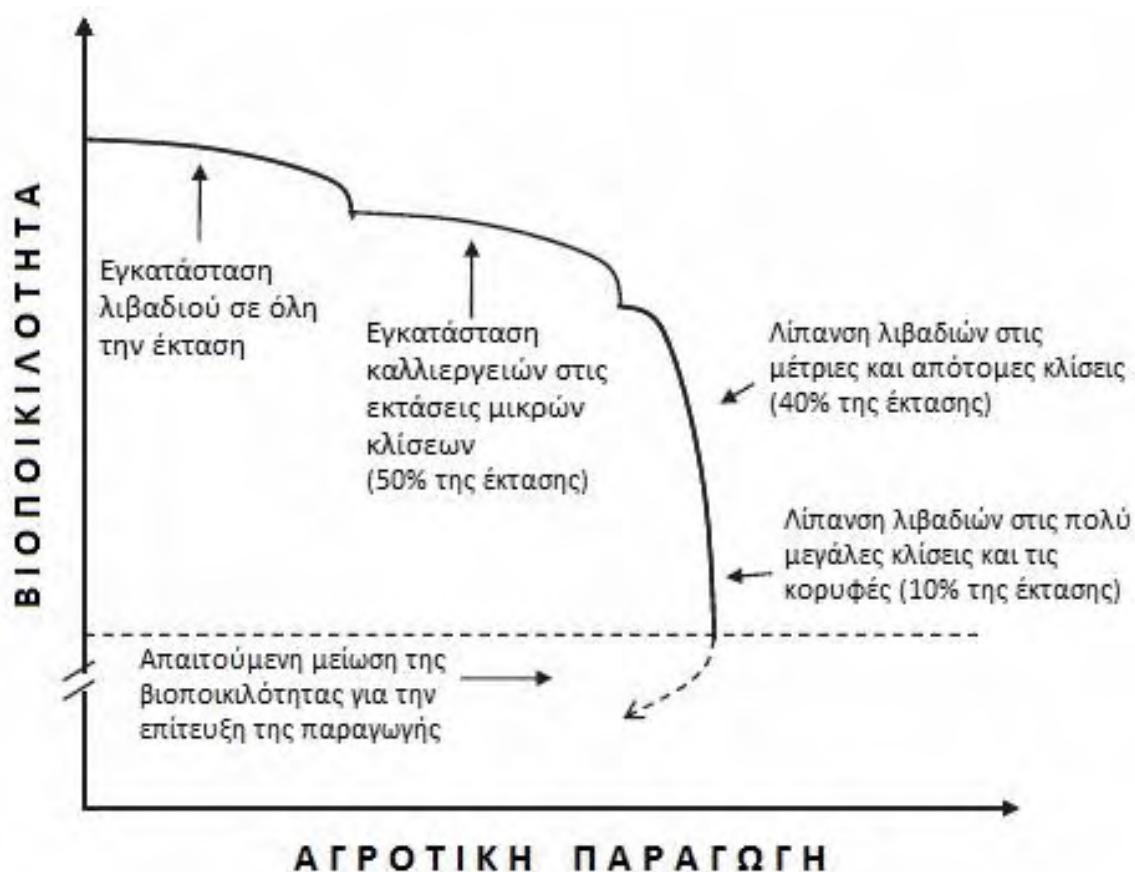 ΒΙΟΠΟΙΚΙΛΟΤΗΤΑ
Εγκατάσταση
λιβαδιού σε όλη
την έκταση
Εγκατάσταση
καλλιεργειών στις
εκτάσεις μικρών
κλίσεων
(50% της έκτασης)
Λίπανση λιβαδιών στις
μέτριες και απότομες κλίσεις
(40% της έκτασης)
Λίπανση λιβαδιών στις πολύ
μεγάλες κλίσεις και τις
κορυφές (10% της έκτασης)
Απαιτούμενη μείωση της
βιοποικιλότητας για την
επίτευξη της παραγωγής
ΑΓΡΟΤΙΚΗ ΠΑΡΑΓΩΓΗ